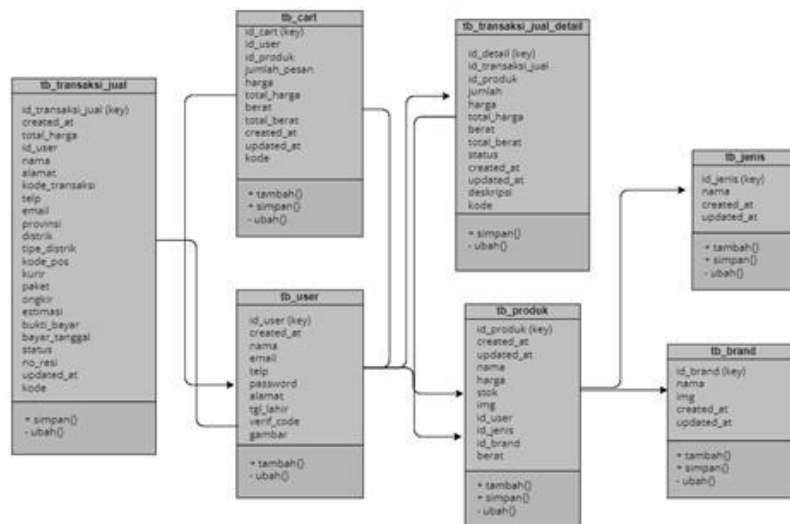 tb_transaksi_jual
id_transaksi_jual (key)
created_at
total_harga
id_user
nama
alamat
kode_transaksi
telp
email
provinsi
distrik
tipe_distrik
kode_pos
kurir
paket
ongkir
estimasi
bukti_bayar
bayar_tanggal
status
no_resi
updated_at
kode
+ simpan()
- ubah()
tb_cart
id_cart (key)
id_user
id_produk
jumlah_pesan
harga
total_harga
berat
total_berat
created_at
updated_at
kode
+ tambah()
+ simpan()
- ubah()
tb_user
id_user (key)
created_at
nama
email
telp
password
alamat
tgl_lahir
verif_code
gambar
+ tambah()
- ubah()
tb_transaksi_jual_detail
id_detail (key)
id_transaksi_jual
id_produk
jumlah
harga
total_harga
berat
total_berat
status
created_at
updated_at
deskripsi
kode
+ simpan()
- ubah()
tb_produk
id_produk (key)
created_at
updated_at
nama
harga
stok
img
id_user
id_jenis
id_brand
berat
+ tambah()
+ simpan()
- ubah()
tb_jenis
id_jenis (key)
nama
created_at
updated_at
+ tambah()
+ simpan()
- ubah()
tb_brand
id_brand (key)
nama
img
created_at
updated_at
+ tambah()
+ simpan()
- ubah()